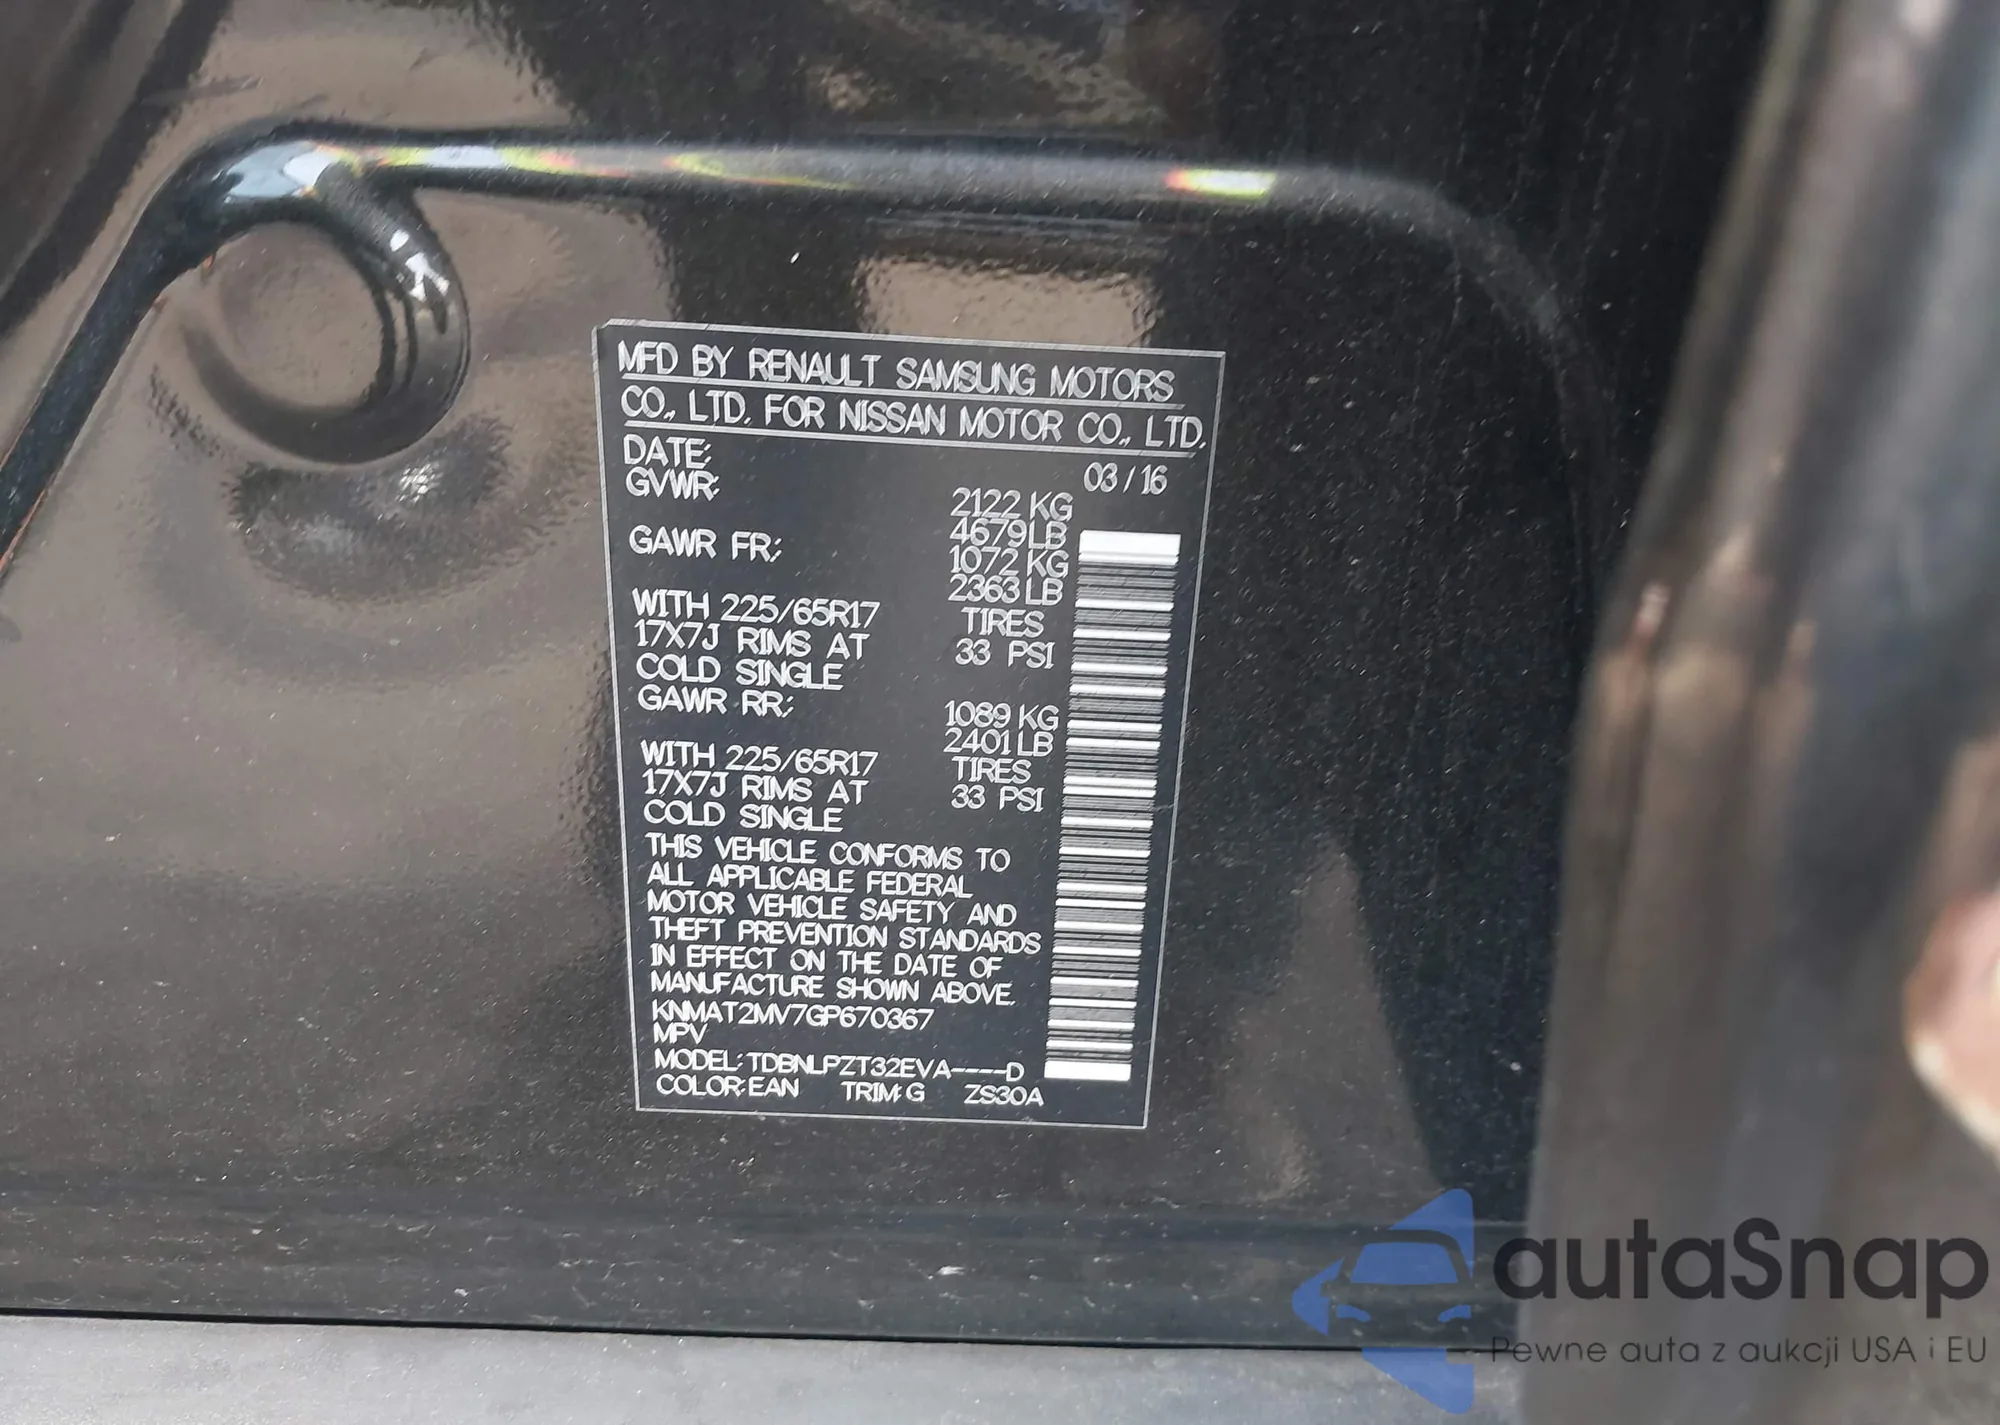 MFD BY RENAULT SAMSUNG MOTORS
CO., LTD. FOR NISSAN MOTOR CO., LTD.
DATE: 03/16
GVWR: 2122 KG
4679 LB
GAWR FR: 1072 KG
2363 LB
WITH 225/65R17 TIRES
17X7J RIMS AT 33 PSI
COLD SINGLE
GAWR RR: 1089 KG
2401 LB
WITH 225/65R17 TIRES
17X7J RIMS AT 33 PSI
COLD SINGLE
THIS VEHICLE CONFORMS TO
ALL APPLICABLE FEDERAL
MOTOR VEHICLE SAFETY AND
THEFT PREVENTION STANDARDS
IN EFFECT ON THE DATE OF
MANUFACTURE SHOWN ABOVE.
KNMAT2MV7GP670367
MPV
MODEL:TDBNLPZT32EVA----D
COLOR:EAN TRIM:G ZS30A
autaSnap
Pewne auta z aukcji USA i EU